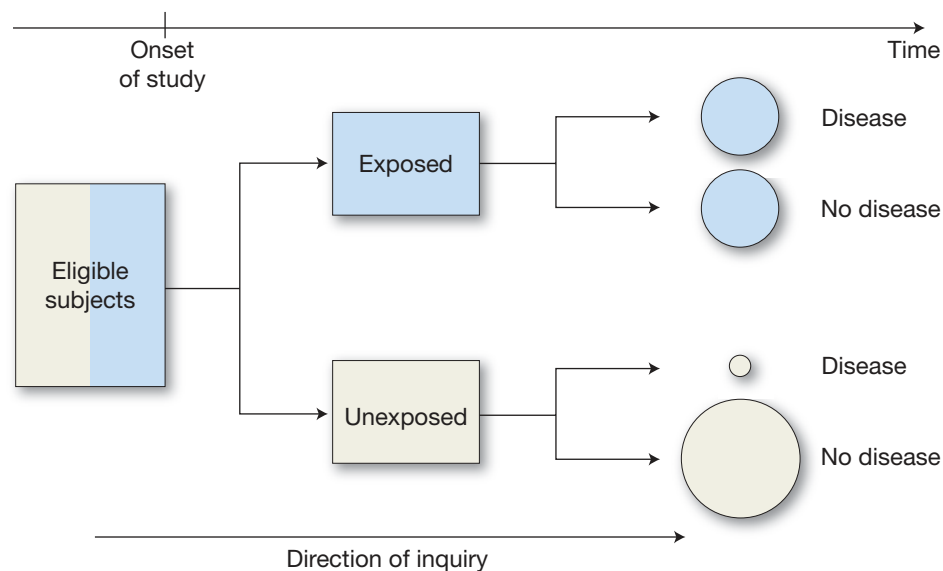 Onset
of study
Time
Disease
Exposed
No disease
Eligible
subjects
Disease
Unexposed
No disease
Direction of inquiry